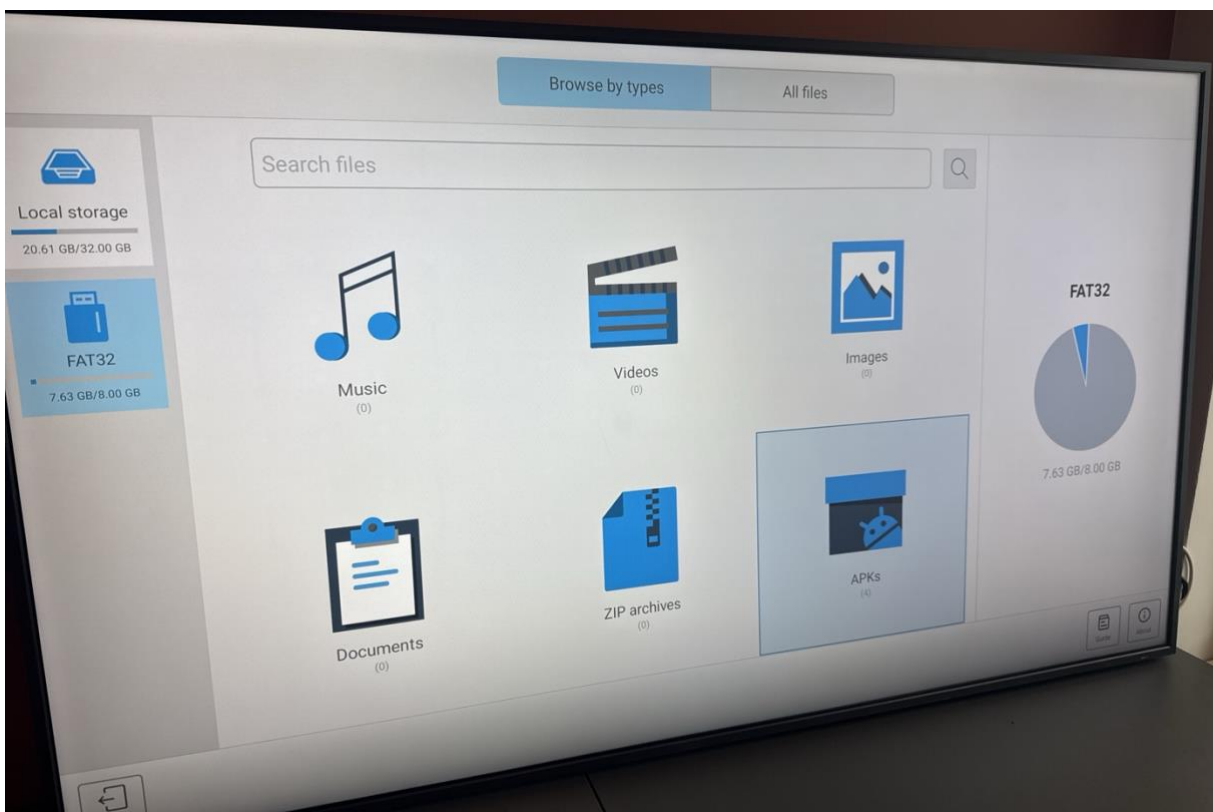 Browse by types
All files
Search files
Local storage
20.61 GB/32.00 GB
FAT32
7.63 GB/8.00 GB
Music
(0)
Videos
(0)
Images
(0)
Documents
(0)
ZIP archives
(0)
APKs
(4)
FAT32
7.63 GB/8.00 GB
Guide
About